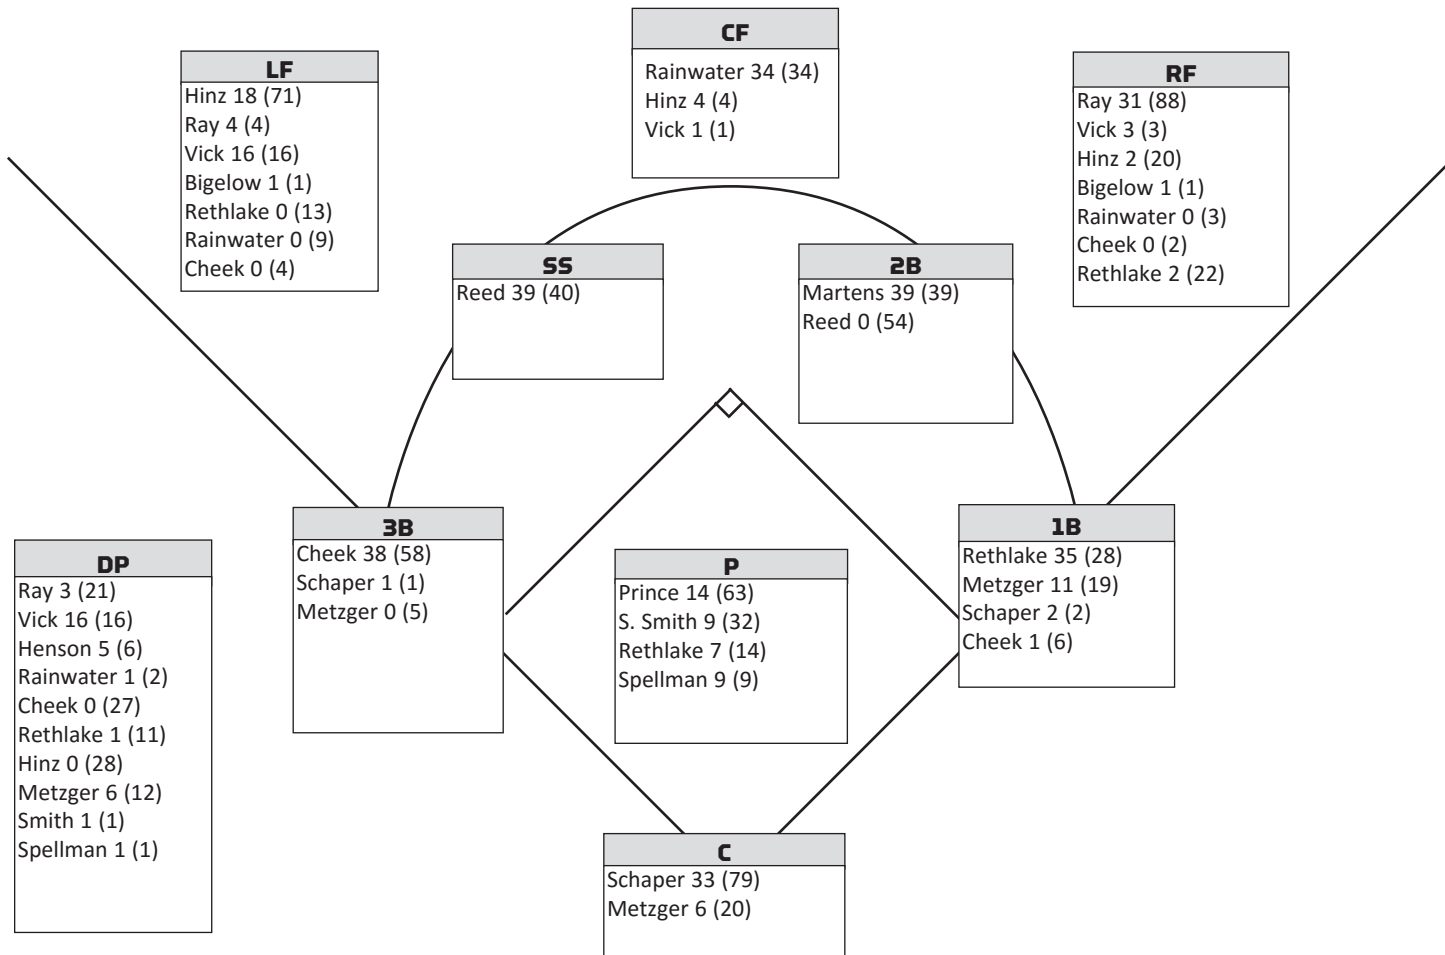 CF
Rainwater 34 (34)
Hinz 4 (4)
Vick 1 (1)
LF
Hinz 18 (71)
Ray 4 (4)
Vick 16 (16)
Bigelow 1 (1)
Rethlake 0 (13)
Rainwater 0 (9)
Cheek 0 (4)
RF
Ray 31 (88)
Vick 3 (3)
Hinz 2 (20)
Bigelow 1 (1)
Rainwater 0 (3)
Cheek 0 (2)
Rethlake 2 (22)
SS
Reed 39 (40)
2B
Martens 39 (39)
Reed 0 (54)
3B
Cheek 38 (58)
Schaper 1 (1)
Metzger 0 (5)
1B
Rethlake 35 (28)
Metzger 11 (19)
Schaper 2 (2)
Cheek 1 (6)
DP
Ray 3 (21)
Vick 16 (16)
Henson 5 (6)
Rainwater 1 (2)
Cheek 0 (27)
Rethlake 1 (11)
Hinz 0 (28)
Metzger 6 (12)
Smith 1 (1)
Spellman 1 (1)
P
Prince 14 (63)
S. Smith 9 (32)
Rethlake 7 (14)
Spellman 9 (9)
C
Schaper 33 (79)
Metzger 6 (20)